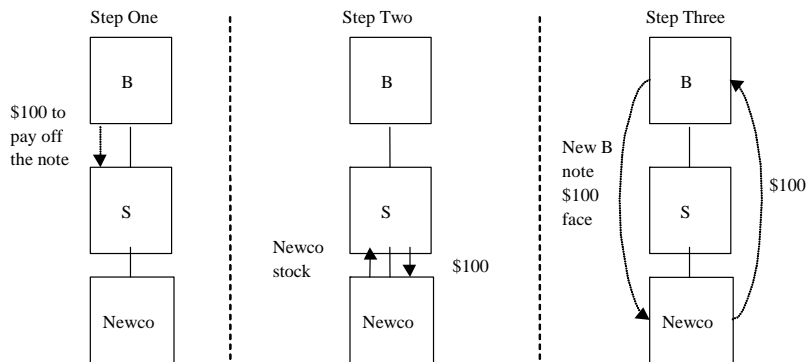 Step One
B
$100 to
pay off
the note
S
Newco
Step Two
B
S
Newco
stock
$100
Newco
Step Three
B
New B
note
$100
face
$100
S
Newco